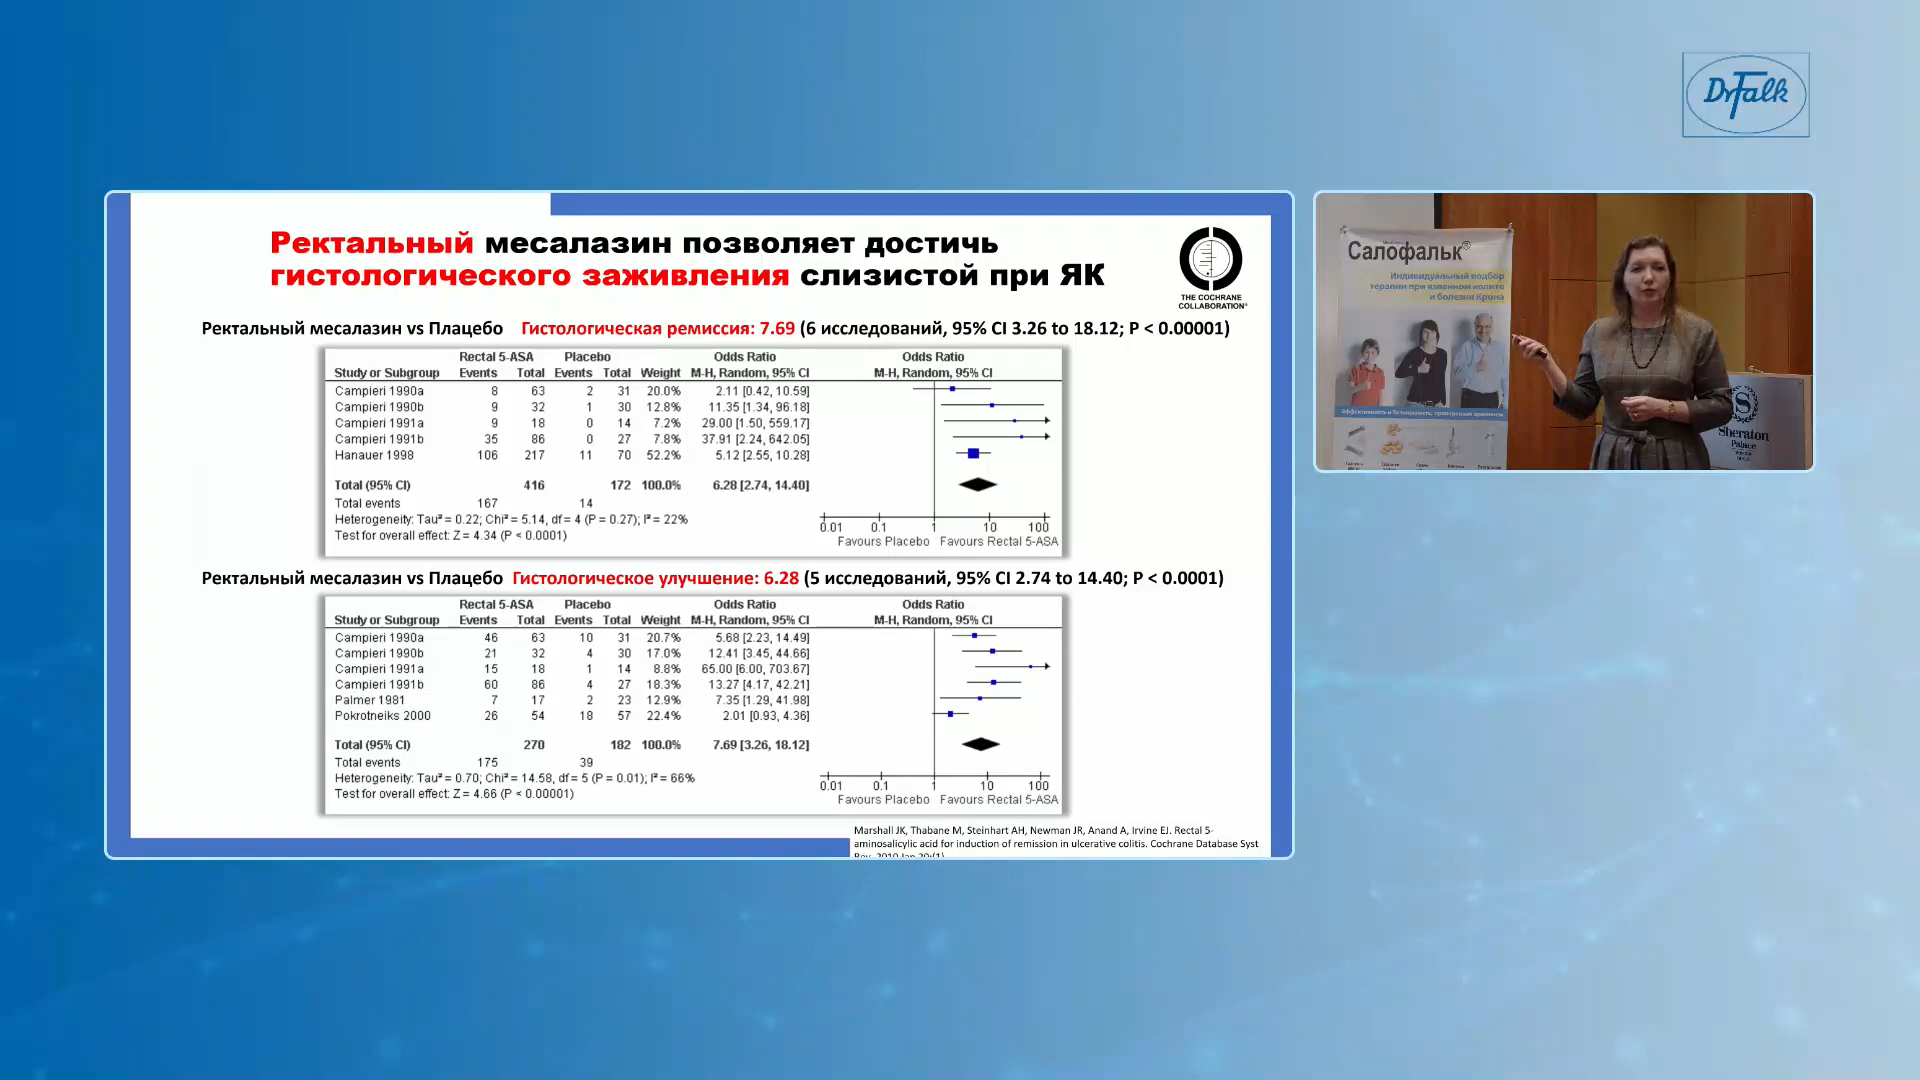 Dr Falk
Ректальный месалазин позволяет достичь
гистологического заживления слизистой при ЯК
THE COCHRANE
COLLABORATION®
Ректальный месалазин vs Плацебо Гистологическая ремиссия: 7.69 (6 исследований, 95% CI 3.26 to 18.12; P < 0.00001)
Rectal 5-ASA Placebo Odds Ratio Odds Ratio
Study or Subgroup Events Total Events Total Weight M-H, Random, 95% CI M-H, Random, 95% CI
Campieri 1990a 8 63 2 31 20.0% 2.11 [0.42, 10.59]
Campieri 1990b 9 32 1 30 12.8% 11.35 [1.34, 96.18]
Campieri 1991a 9 18 0 14 7.2% 29.00 [1.50, 559.17]
Campieri 1991b 35 86 0 27 7.8% 37.91 [2.24, 642.05]
Hanauer 1998 106 217 11 70 52.2% 5.12 [2.55, 10.28]
Total (95% CI) 416 172 100.0% 6.28 [2.74, 14.40]
Total events 167 14
Heterogeneity: Tau² = 0.22; Chi² = 5.14, df = 4 (P = 0.27); I² = 22%
Test for overall effect: Z = 4.34 (P < 0.0001)
0.01 0.1 1 10 100
Favours Placebo Favours Rectal 5-ASA
Ректальный месалазин vs Плацебо Гистологическое улучшение: 6.28 (5 исследований, 95% CI 2.74 to 14.40; P < 0.0001)
Rectal 5-ASA Placebo Odds Ratio Odds Ratio
Study or Subgroup Events Total Events Total Weight M-H, Random, 95% CI M-H, Random, 95% CI
Campieri 1990a 46 63 10 31 20.7% 5.68 [2.23, 14.49]
Campieri 1990b 21 32 4 30 17.0% 12.41 [3.45, 44.66]
Campieri 1991a 15 18 1 14 8.8% 65.00 [6.00, 703.67]
Campieri 1991b 60 86 4 27 18.3% 13.27 [4.17, 42.21]
Palmer 1981 7 17 2 23 12.9% 7.35 [1.29, 41.98]
Pokrotneiks 2000 26 54 18 57 22.4% 2.01 [0.93, 4.36]
Total (95% CI) 270 182 100.0% 7.69 [3.26, 18.12]
Total events 175 39
Heterogeneity: Tau² = 0.70; Chi² = 14.58, df = 5 (P = 0.01); I² = 66%
Test for overall effect: Z = 4.66 (P < 0.00001)
0.01 0.1 1 10 100
Favours Placebo Favours Rectal 5-ASA
Marshall JK, Thabane M, Steinhart AH, Newman JR, Anand A, Irvine EJ. Rectal 5-
aminosalicylic acid for induction of remission in ulcerative colitis. Cochrane Database Syst
Rev. 2010 Jan 20;(1)
Салофальк®
Индивидуальный подбор
терапии при язвенном колите
и болезни Крона
Эффективность и безопасность, проверенная временем
S
Sheraton
Palace